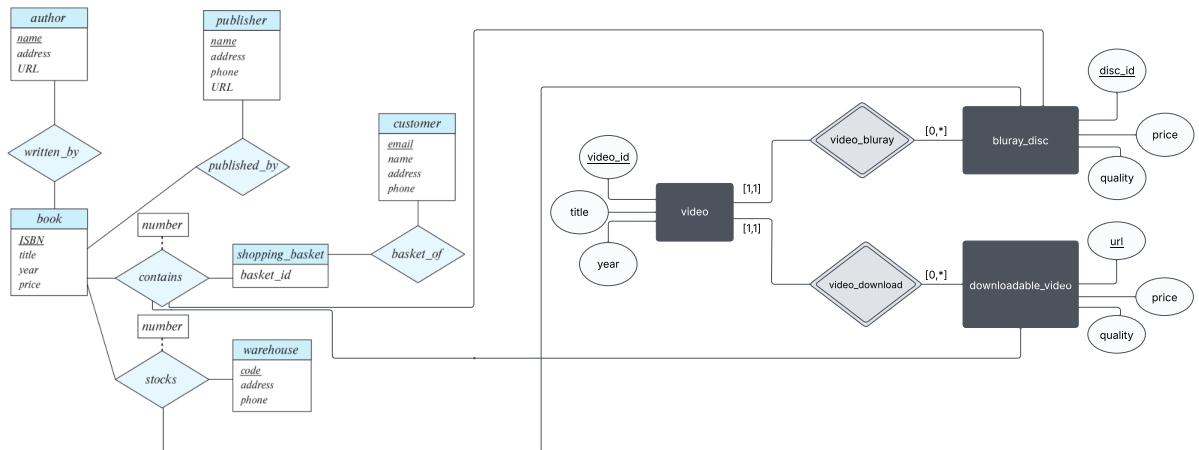 author
name
address
URL
publisher
name
address
phone
URL
written_by
published_by
customer
email
name
address
phone
book
ISBN
title
year
price
number
contains
shopping_basket
basket_id
basket_of
number
stocks
warehouse
code
address
phone
video_id
title
year
video
[1,1]
[1,1]
video_bluray
[0,*]
bluray_disc
disc_id
price
quality
video_download
[0,*]
downloadable_video
url
price
quality